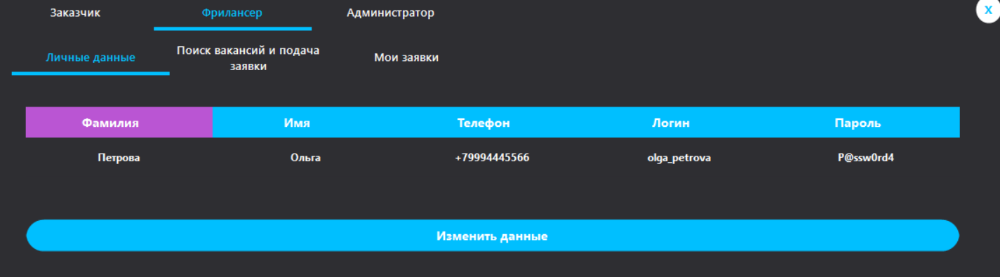 Заказчик Фрилансер Администратор X
Личные данные Поиск вакансий и подача Мои заявки
заявки
Фамилия Имя Телефон Логин Пароль
Петрова Ольга +79994445566 olga_petrova P@ssw0rd4
Изменить данные